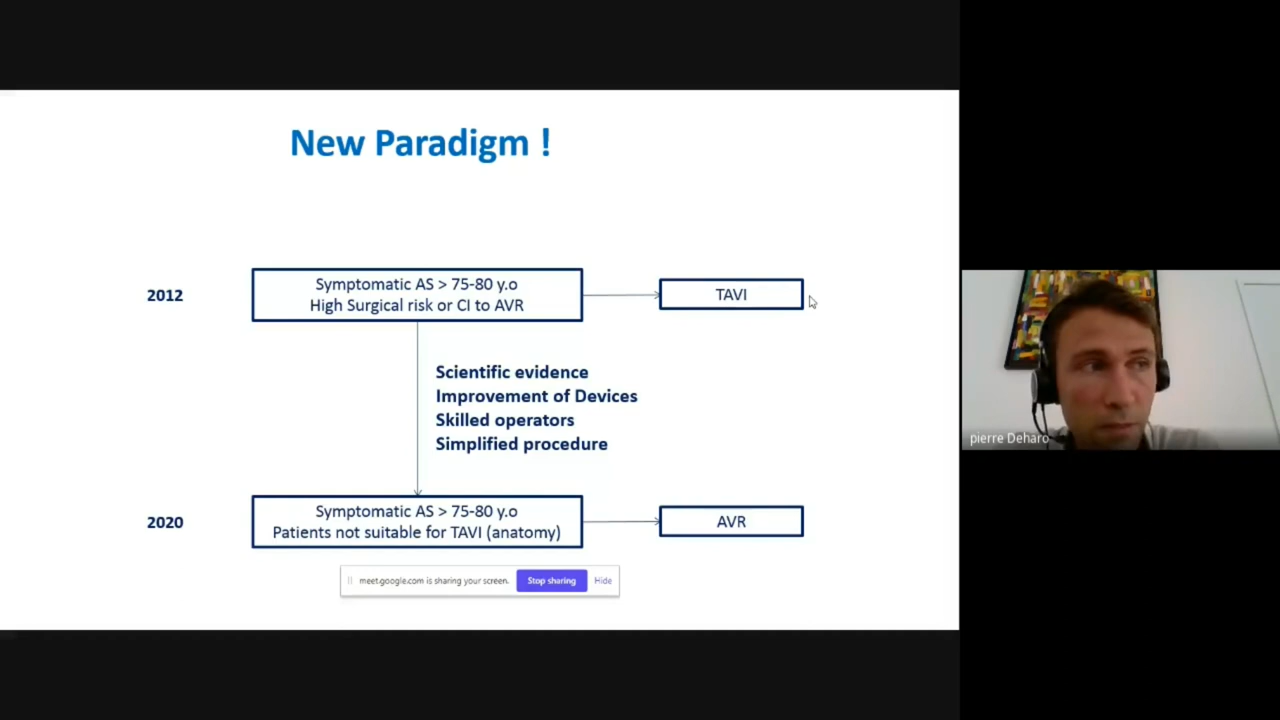 New Paradigm !
2012
Symptomatic AS > 75-80 y.o
High Surgical risk or CI to AVR
TAVI
Scientific evidence
Improvement of Devices
Skilled operators
Simplified procedure
2020
Symptomatic AS > 75-80 y.o
Patients not suitable for TAVI (anatomy)
AVR
meet.google.com is sharing your screen.
Stop sharing
Hide
pierre Deharo